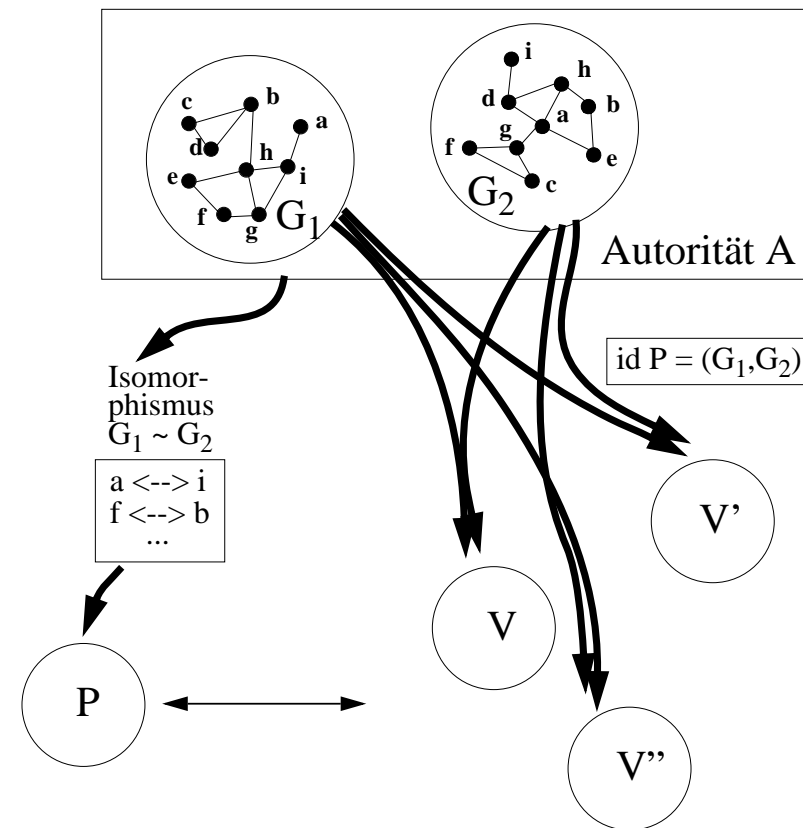 c
b
a
d
h
i
e
f
g
G1
i
h
d
b
a
g
f
e
c
G2
Autorität A
id P = (G1,G2)
Isomor-
phismus
G1 ~ G2
a <--> i
f <--> b
...
V'
V
P
V''